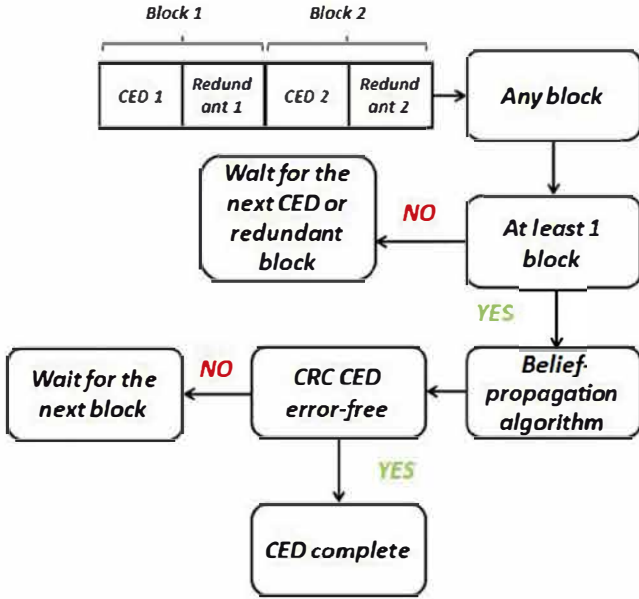 Block 1 Block 2
CED 1 Redund CED 2 Redund
ant 1 ant 2
Any block
Walt for the
next CED or
redundant
block
NO
At least 1
block
YES
Wait for the
next block
NO
CRC CED
error-free
Belief-
propagation
algorithm
YES
CED complete